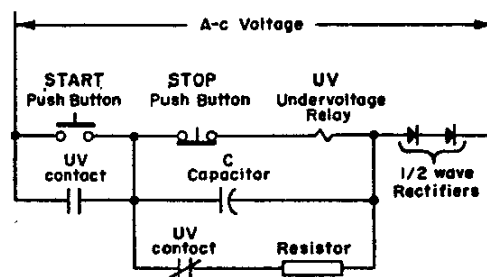 A-c Voltage
START
Push Button
STOP
Push Button
UV
Undervoltage
Relay
UV
contact
C
Capacitor
1/2 wave
Rectifiers
UV
contact
Resistor